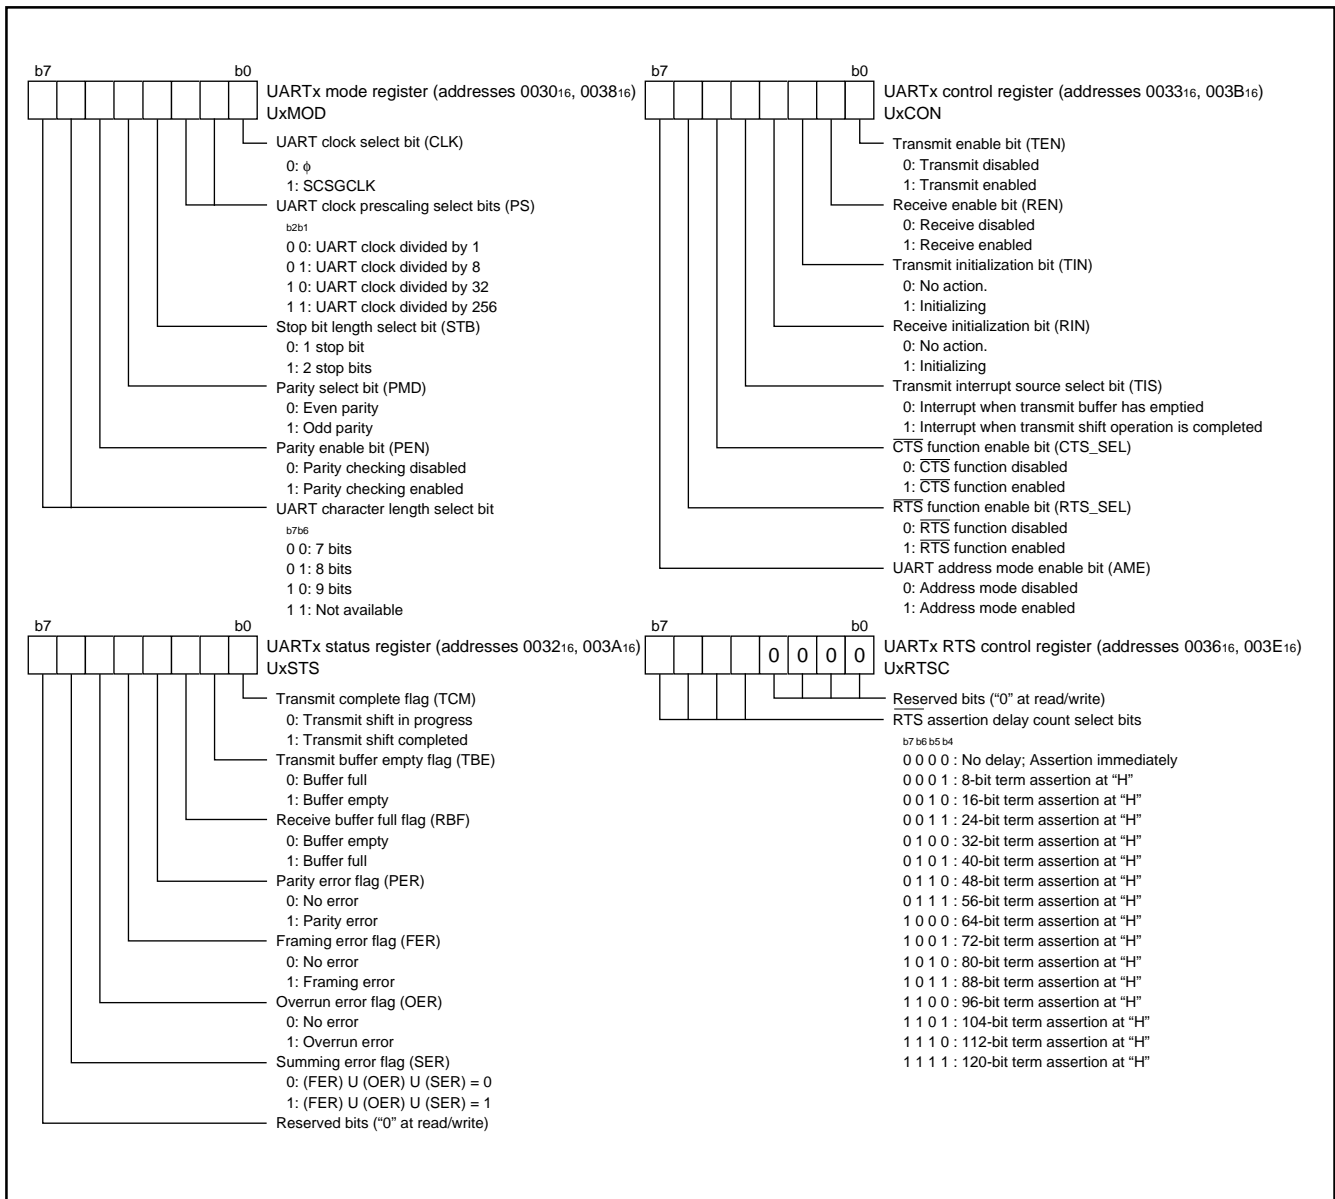 b7 b0
UARTx mode register (addresses 0030₁₆, 0038₁₆)
UxMOD
UART clock select bit (CLK)
0: ϕ
1: SCSGCLK
UART clock prescaling select bits (PS)
b2b1
0 0: UART clock divided by 1
0 1: UART clock divided by 8
1 0: UART clock divided by 32
1 1: UART clock divided by 256
Stop bit length select bit (STB)
0: 1 stop bit
1: 2 stop bits
Parity select bit (PMD)
0: Even parity
1: Odd parity
Parity enable bit (PEN)
0: Parity checking disabled
1: Parity checking enabled
UART character length select bit
b7b6
0 0: 7 bits
0 1: 8 bits
1 0: 9 bits
1 1: Not available
b7 b0
UARTx control register (addresses 0033₁₆, 003B₁₆)
UxCON
Transmit enable bit (TEN)
0: Transmit disabled
1: Transmit enabled
Receive enable bit (REN)
0: Receive disabled
1: Receive enabled
Transmit initialization bit (TIN)
0: No action.
1: Initializing
Receive initialization bit (RIN)
0: No action.
1: Initializing
Transmit interrupt source select bit (TIS)
0: Interrupt when transmit buffer has emptied
1: Interrupt when transmit shift operation is completed
C̅T̅S̅ function enable bit (CTS_SEL)
0: C̅T̅S̅ function disabled
1: C̅T̅S̅ function enabled
R̅T̅S̅ function enable bit (RTS_SEL)
0: R̅T̅S̅ function disabled
1: R̅T̅S̅ function enabled
UART address mode enable bit (AME)
0: Address mode disabled
1: Address mode enabled
b7 b0
UARTx status register (addresses 0032₁₆, 003A₁₆)
UxSTS
Transmit complete flag (TCM)
0: Transmit shift in progress
1: Transmit shift completed
Transmit buffer empty flag (TBE)
0: Buffer full
1: Buffer empty
Receive buffer full flag (RBF)
0: Buffer empty
1: Buffer full
Parity error flag (PER)
0: No error
1: Parity error
Framing error flag (FER)
0: No error
1: Framing error
Overrun error flag (OER)
0: No error
1: Overrun error
Summing error flag (SER)
0: (FER) U (OER) U (SER) = 0
1: (FER) U (OER) U (SER) = 1
Reserved bits (“0” at read/write)
b7 b0
0 0 0 0
UARTx RTS control register (addresses 0036₁₆, 003E₁₆)
UxRTSC
Reserved bits (“0” at read/write)
R̅T̅S̅ assertion delay count select bits
b7 b6 b5 b4
0 0 0 0 : No delay; Assertion immediately
0 0 0 1 : 8-bit term assertion at “H”
0 0 1 0 : 16-bit term assertion at “H”
0 0 1 1 : 24-bit term assertion at “H”
0 1 0 0 : 32-bit term assertion at “H”
0 1 0 1 : 40-bit term assertion at “H”
0 1 1 0 : 48-bit term assertion at “H”
0 1 1 1 : 56-bit term assertion at “H”
1 0 0 0 : 64-bit term assertion at “H”
1 0 0 1 : 72-bit term assertion at “H”
1 0 1 0 : 80-bit term assertion at “H”
1 0 1 1 : 88-bit term assertion at “H”
1 1 0 0 : 96-bit term assertion at “H”
1 1 0 1 : 104-bit term assertion at “H”
1 1 1 0 : 112-bit term assertion at “H”
1 1 1 1 : 120-bit term assertion at “H”